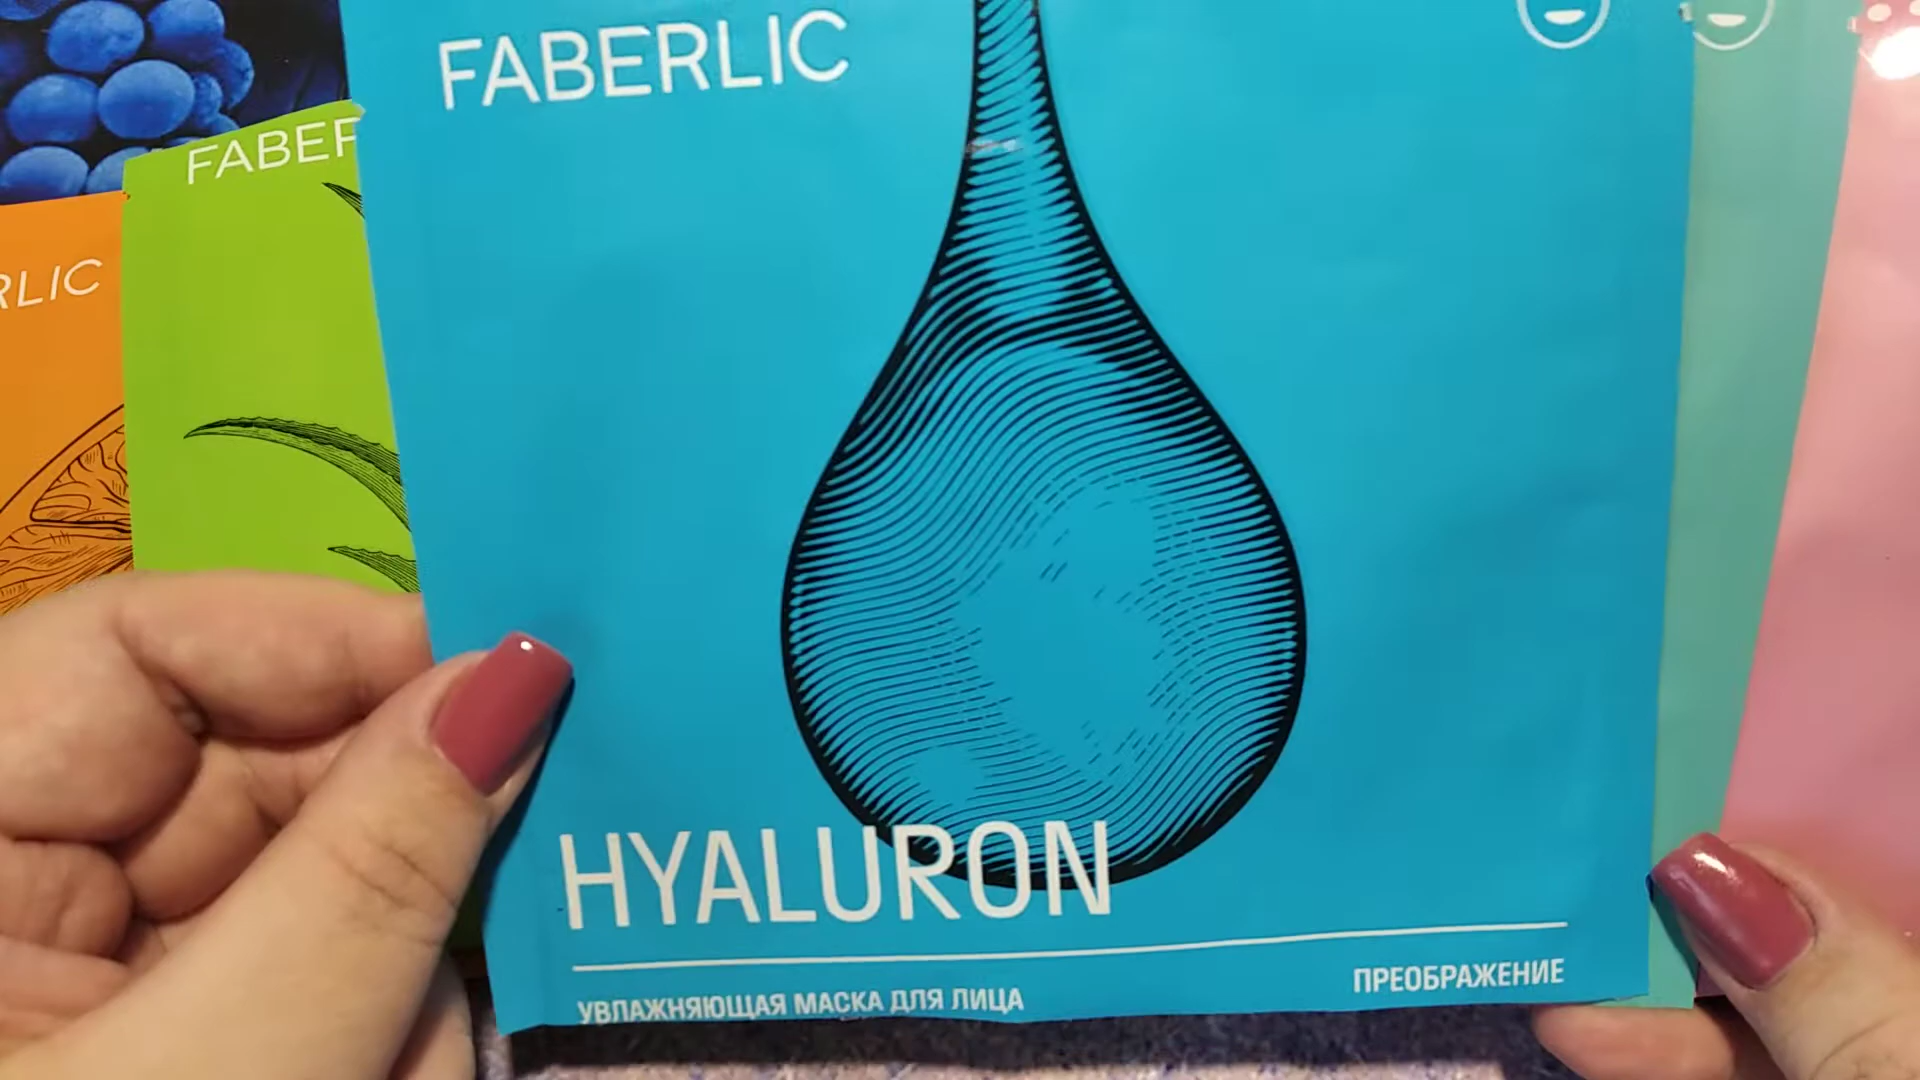 FABERLIC
FABER
RLIC
HYALURON
УВЛАЖНЯЮЩАЯ МАСКА ДЛЯ ЛИЦА
ПРЕОБРАЖЕНИЕ